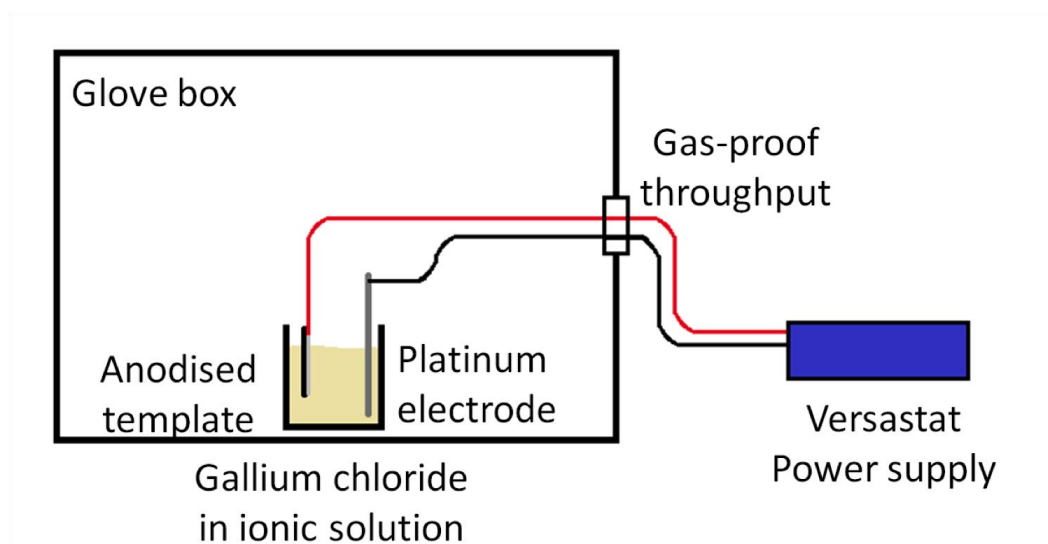 Glove box
Gas-proof
throughput
Anodised
template
Platinum
electrode
Versastat
Power supply
Gallium chloride
in ionic solution